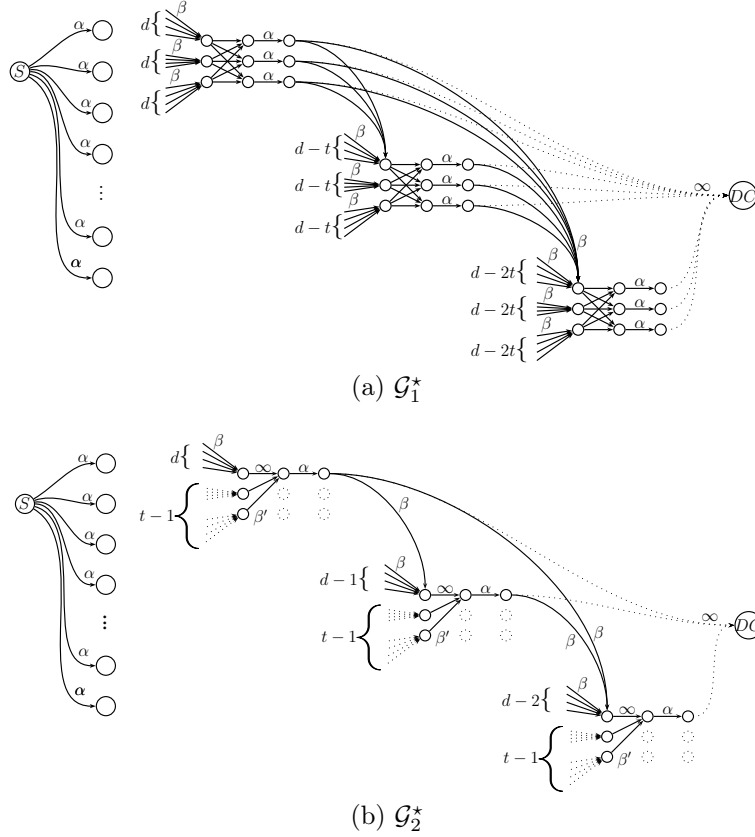 S
α
α
α
α
⋮
α
α
d{ β
d{ β
d{ β
α
α
α
d−t{ β
d−t{ β
d−t{ β
α
α
β
d−2t{ β
d−2t{ β
d−2t{ β
α
α
∞
DC
(a) 𝒢₁⋆
S
α
α
α
α
⋮
α
α
d{ β ∞ α
t−1{ β′
β
d−1{ β ∞ α
t−1{ β′
β β
d−2{ β ∞ α
t−1{ β′
∞
DC
(b) 𝒢₂⋆